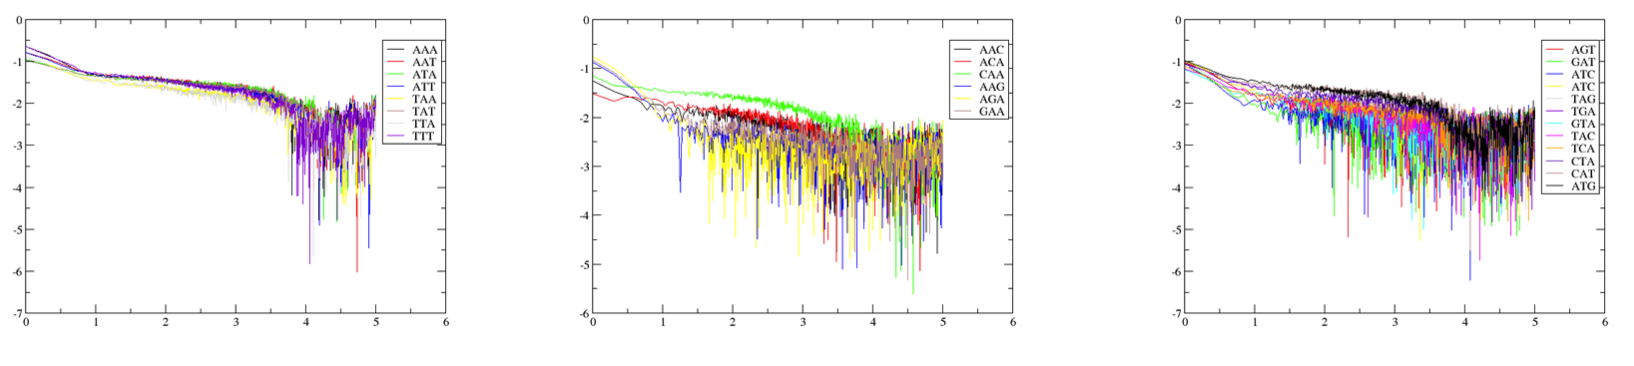 0
-1
-2
-3
-4
-5
-6
-7
0 1 2 3 4 5 6
AAA
AAT
ATA
ATT
TAA
TAT
TTA
TTT
0
-1
-2
-3
-4
-5
-6
0 1 2 3 4 5 6
AAC
ACA
CAA
AAG
AGA
GAA
0
-1
-2
-3
-4
-5
-6
-7
0 1 2 3 4 5 6
AGT
GAT
ATC
ATC
TAG
TGA
GTA
TAC
TCA
CTA
CAT
ATG